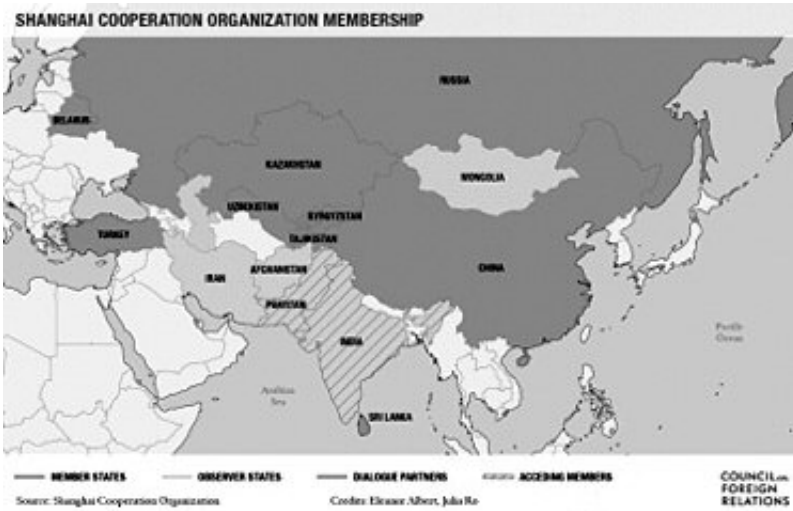 SHANGHAI COOPERATION ORGANIZATION MEMBERSHIP
RUSSIA
BELARUS
KAZAKHSTAN
MONGOLIA
UZBEKISTAN
KYRGYZSTAN
TURKEY
TAJIKISTAN
CHINA
IRAN
AFGHANISTAN
PAKISTAN
INDIA
Pacific
Ocean
Arabian
Sea
SRI LANKA
MEMBER STATES OBSERVER STATES DIALOGUE PARTNERS ACCEDING MEMBERS
Source: Shanghai Cooperation Organization Credits: Eleanor Albert, Julia Ro
COUNCIL on
FOREIGN
RELATIONS